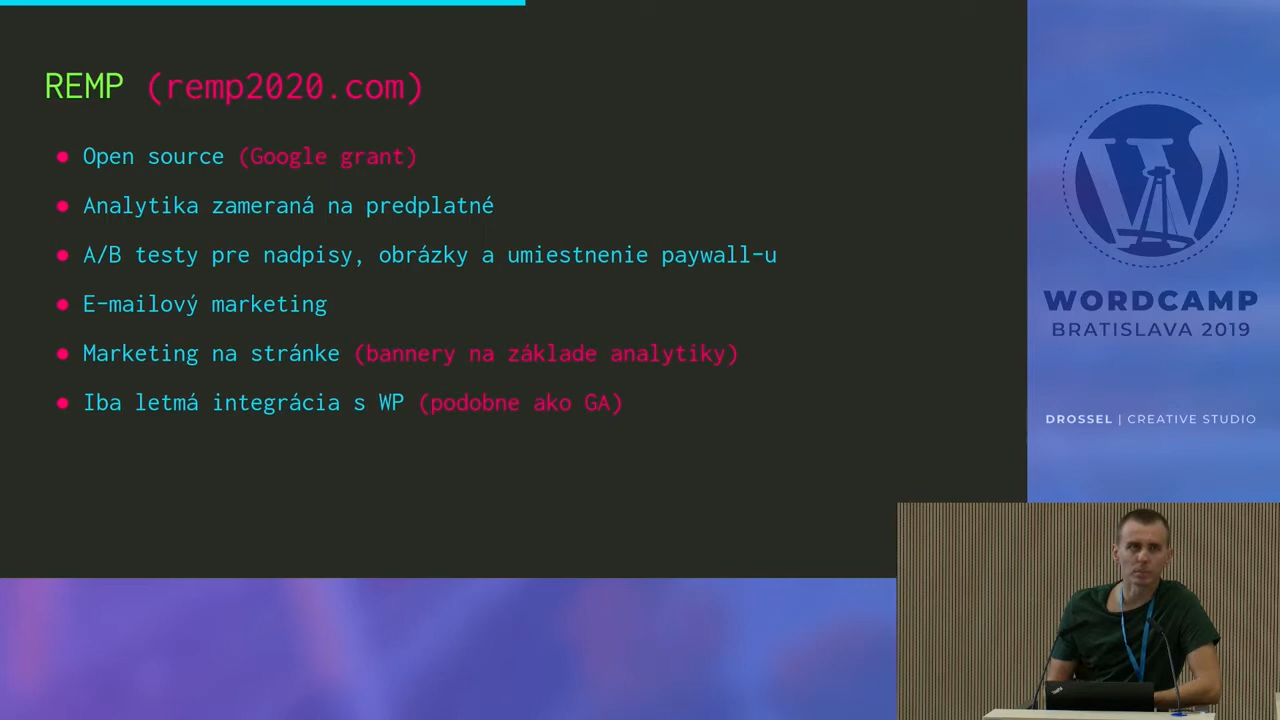 REMP (remp2020.com)
Open source (Google grant)
Analytika zameraná na predplatné
A/B testy pre nadpisy, obrázky a umiestnenie paywall-u
E-mailový marketing
Marketing na stránke (bannery na základe analytiky)
Iba letmá integrácia s WP (podobne ako GA)
WORDCAMP
BRATISLAVA 2019
DROSSEL | CREATIVE STUDIO